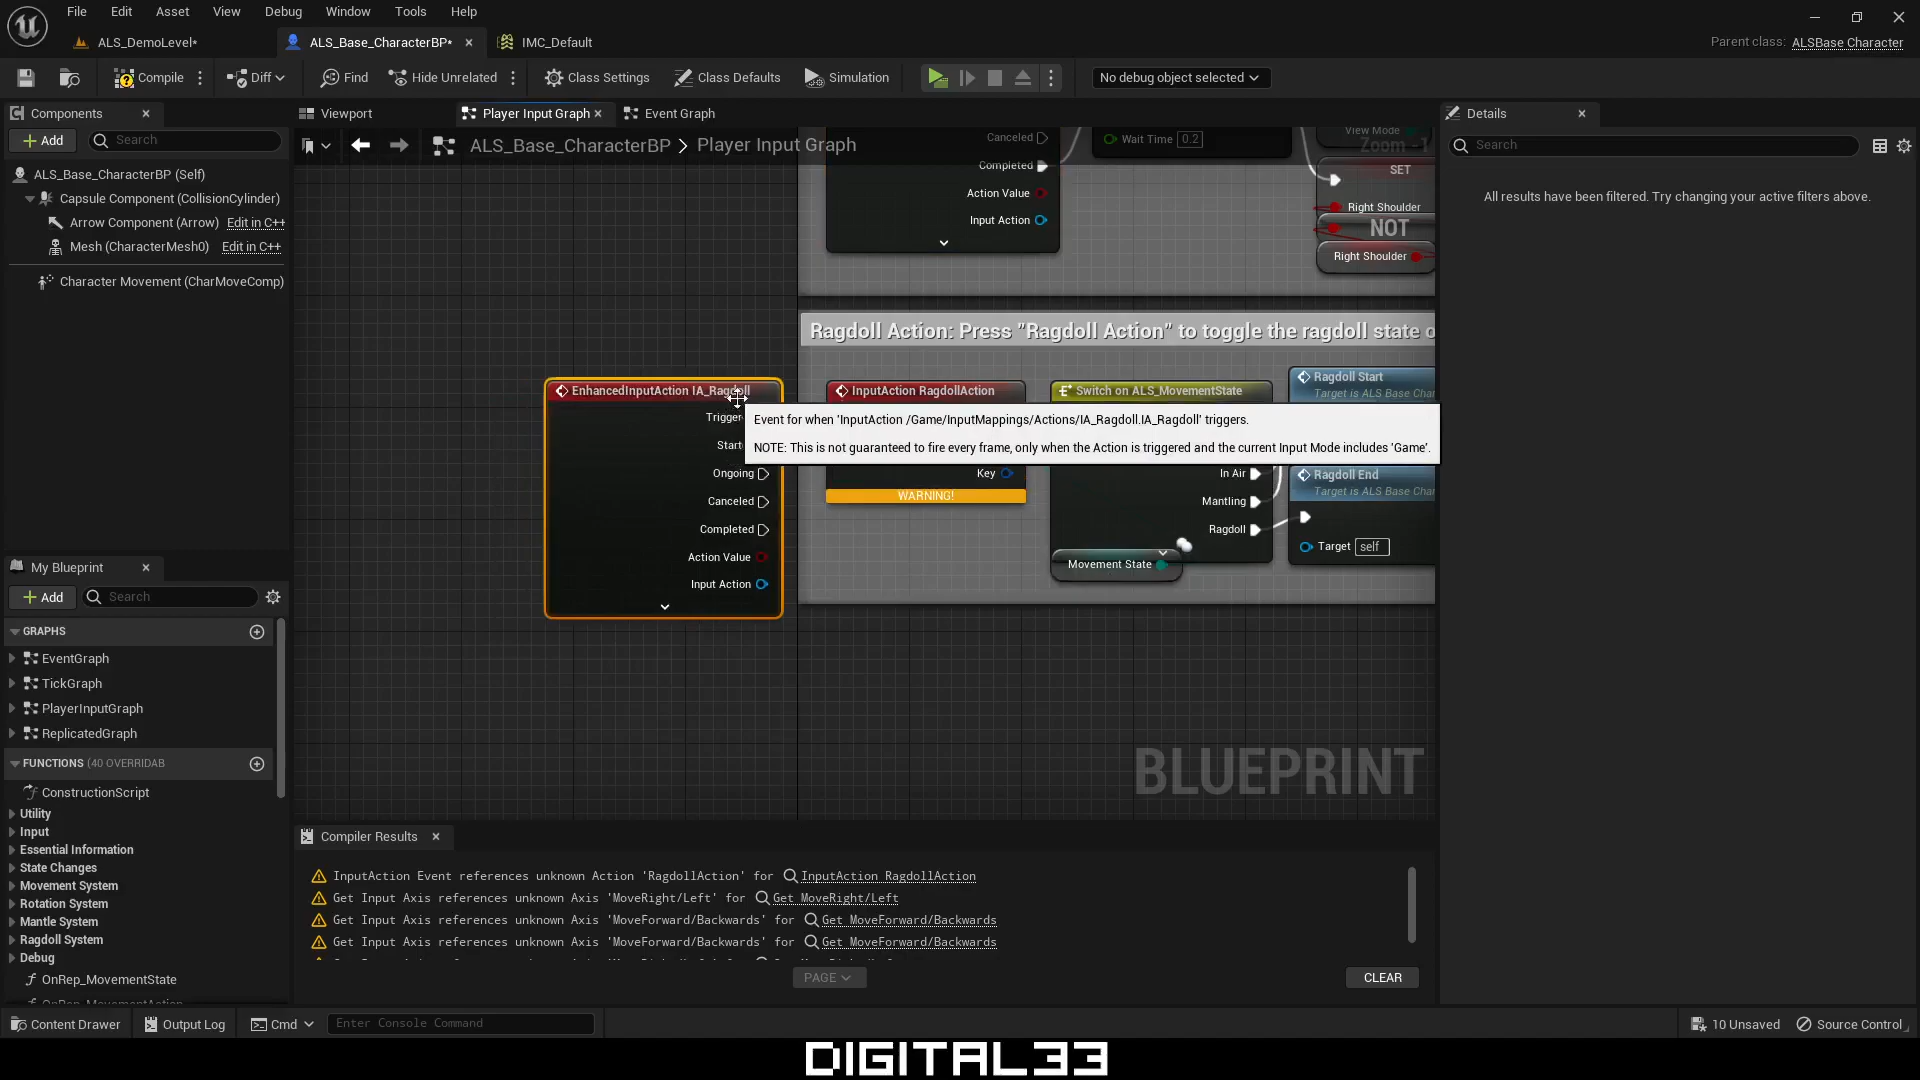 File Edit Asset View Debug Window Tools Help
ALS_DemoLevel*
ALS_Base_CharacterBP*
IMC_Default
Parent class: ALSBase Character
Compile
Diff
Find
Hide Unrelated
Class Settings
Class Defaults
Simulation
No debug object selected
Components
Viewport
Player Input Graph
Event Graph
Details
Add
Search
ALS_Base_CharacterBP > Player Input Graph
Zoom -1
Search
All results have been filtered. Try changing your active filters above.
ALS_Base_CharacterBP (Self)
Capsule Component (CollisionCylinder)
Arrow Component (Arrow) Edit in C++
Mesh (CharacterMesh0) Edit in C++
Character Movement (CharMoveComp)
Canceled
Completed
Action Value
Input Action
Wait Time 0.2
View Mode
SET
Right Shoulder
NOT
Right Shoulder
Ragdoll Action: Press "Ragdoll Action" to toggle the ragdoll state o
EnhancedInputAction IA_Ragdoll
Trigger
Start
Ongoing
Canceled
Completed
Action Value
Input Action
InputAction RagdollAction
Key
WARNING!
Switch on ALS_MovementState
In Air
Mantling
Ragdoll
Movement State
Ragdoll Start
Target is ALS Base Char
Ragdoll End
Target is ALS Base Char
Target self
Event for when 'InputAction /Game/InputMappings/Actions/IA_Ragdoll.IA_Ragdoll' triggers.
NOTE: This is not guaranteed to fire every frame, only when the Action is triggered and the current Input Mode includes 'Game'.
BLUEPRINT
My Blueprint
Add
Search
GRAPHS
EventGraph
TickGraph
PlayerInputGraph
ReplicatedGraph
FUNCTIONS (40 OVERRIDAB
ConstructionScript
Utility
Input
Essential Information
State Changes
Movement System
Rotation System
Mantle System
Ragdoll System
Debug
OnRep_MovementState
OnRep_MovementAction
Compiler Results
InputAction Event references unknown Action 'RagdollAction' for InputAction RagdollAction
Get Input Axis references unknown Axis 'MoveRight/Left' for Get MoveRight/Left
Get Input Axis references unknown Axis 'MoveForward/Backwards' for Get MoveForward/Backwards
Get Input Axis references unknown Axis 'MoveForward/Backwards' for Get MoveForward/Backwards
PAGE
CLEAR
Content Drawer
Output Log
Cmd
Enter Console Command
10 Unsaved
Source Control
DIGITAL33